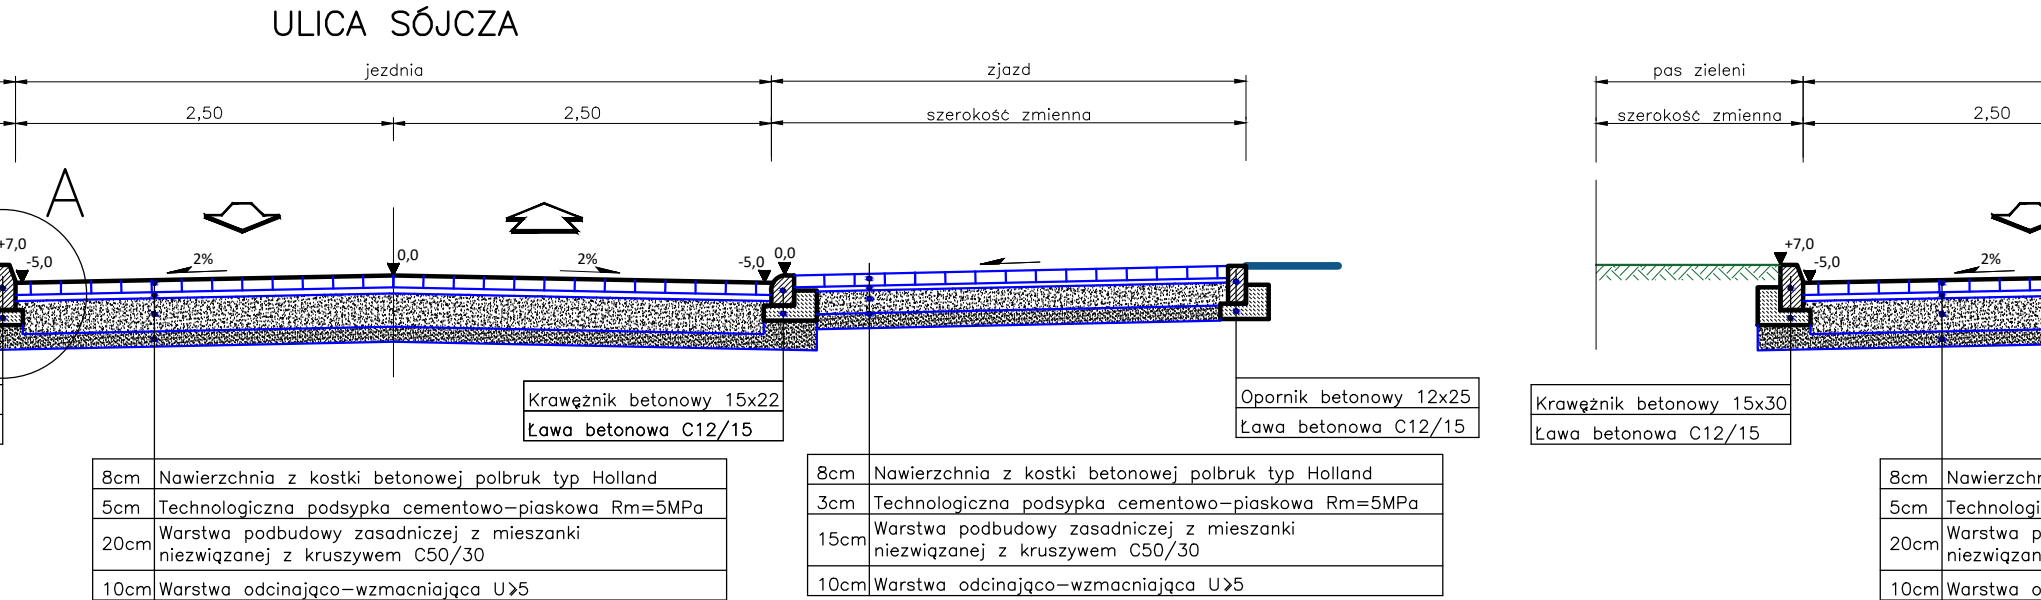 ULICA SÓJCZA
jezdnia
zjazd
pas zieleni
2,50
2,50
szerokość zmienna
szerokość zmienna
2,50
A
+7,0
-5,0
2%
0,0
2%
-5,0
0,0
+7,0
-5,0
2%
Krawężnik betonowy 15x22
Ława betonowa C12/15
Opornik betonowy 12x25
Ława betonowa C12/15
Krawężnik betonowy 15x30
Ława betonowa C12/15
8cm Nawierzchnia z kostki betonowej polbruk typ Holland
5cm Technologiczna podsypka cementowo-piaskowa Rm=5MPa
20cm Warstwa podbudowy zasadniczej z mieszanki
niezwiązanej z kruszywem C50/30
10cm Warstwa odcinająco-wzmacniająca U>5
8cm Nawierzchnia z kostki betonowej polbruk typ Holland
3cm Technologiczna podsypka cementowo-piaskowa Rm=5MPa
15cm Warstwa podbudowy zasadniczej z mieszanki
niezwiązanej z kruszywem C50/30
10cm Warstwa odcinająco-wzmacniająca U>5
8cm Nawierzchn
5cm Technologi
20cm Warstwa p
niezwiązan
10cm Warstwa o